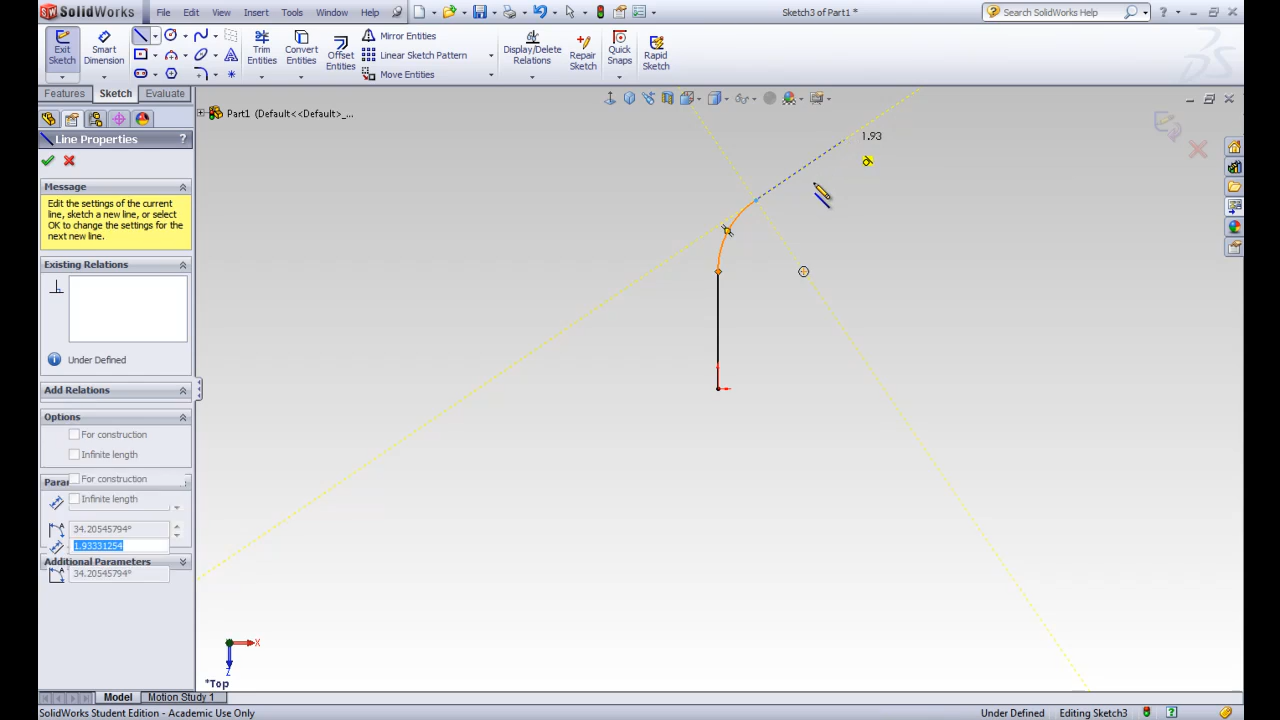 SolidWorks File Edit View Insert Tools Window Help Sketch3 of Part1 * Search SolidWorks Help
Exit Sketch
Smart Dimension
Trim Entities
Convert Entities
Offset Entities
Mirror Entities
Linear Sketch Pattern
Move Entities
Display/Delete Relations
Repair Sketch
Quick Snaps
Rapid Sketch
Features Sketch Evaluate
Part1 (Default<<Default>_...
Line Properties ?
Message
Edit the settings of the current
line, sketch a new line, or select
OK to change the settings for the
next new line.
Existing Relations
Under Defined
Add Relations
Options
For construction
Infinite length
Para
For construction
Infinite length
34.20545794°
1.93331254
Additional Parameters
34.20545794°
1.93
X
Z
*Top
Model Motion Study 1
SolidWorks Student Edition - Academic Use Only Under Defined Editing Sketch3